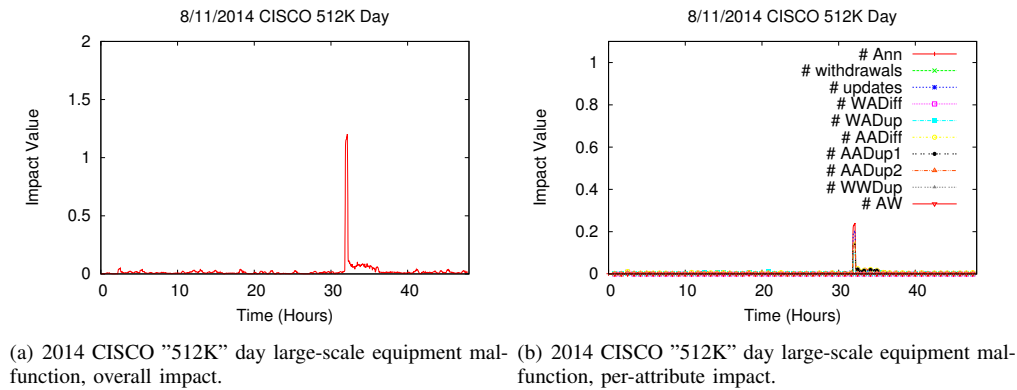 8/11/2014 CISCO 512K Day
2
1.5
1
0.5
0
Impact Value
0
10
20
30
40
Time (Hours)
(a) 2014 CISCO ”512K” day large-scale equipment mal-
function, overall impact.
8/11/2014 CISCO 512K Day
1
0.8
0.6
0.4
0.2
0
Impact Value
# Ann
# withdrawals
# updates
# WADiff
# WADup
# AADiff
# AADup1
# AADup2
# WWDup
# AW
0
10
20
30
40
Time (Hours)
(b) 2014 CISCO ”512K” day large-scale equipment mal-
function, per-attribute impact.